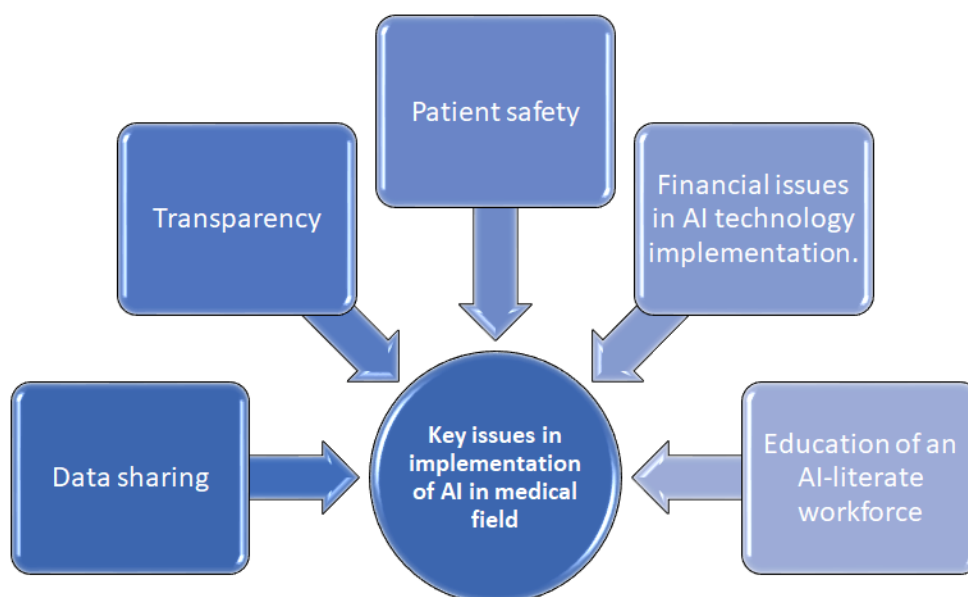 Patient safety
Transparency
Financial issues
in AI technology
implementation.
Data sharing
Key issues in
implementation
of AI in medical
field
Education of an
AI-literate
workforce